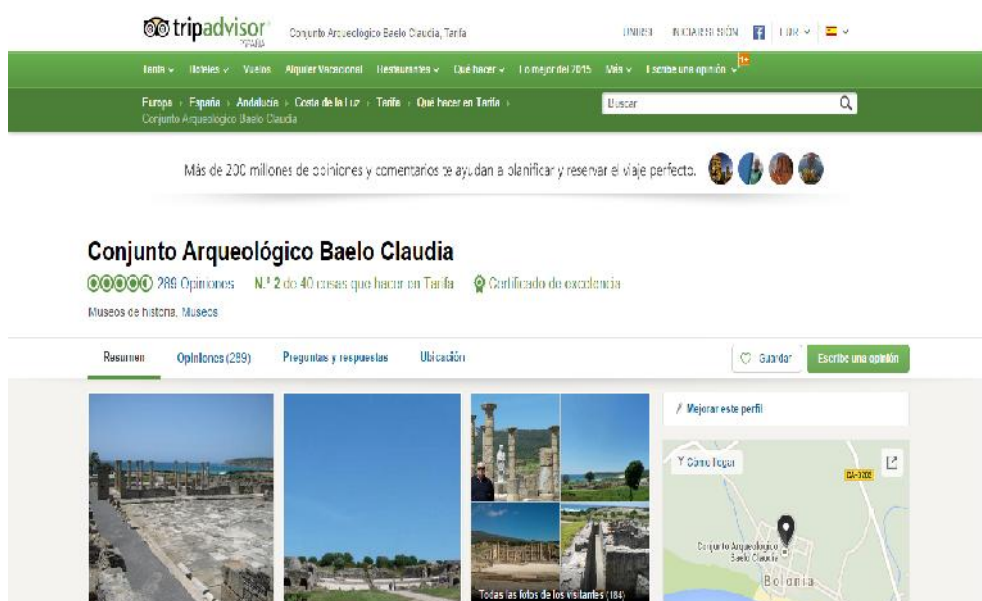 tripadvisor
ESPAÑA
Conjunto Arqueológico Baelo Claudia, Tarifa
UNIRSE INICIAR SESIÓN f EUR
Tarifa Hoteles Vuelos Alquiler Vacacional Restaurantes Qué hacer Lo mejor del 2015 Más Escribe una opinión 1+
Europa › España › Andalucía › Costa de la Luz › Tarifa › Qué hacer en Tarifa ›
Conjunto Arqueológico Baelo Claudia
Buscar
Más de 200 millones de opiniones y comentarios te ayudan a planificar y reservar el viaje perfecto.
Conjunto Arqueológico Baelo Claudia
289 Opiniones N.º 2 de 40 cosas que hacer en Tarifa Certificado de excelencia
Museos de historia, Museos
Resumen Opiniones (289) Preguntas y respuestas Ubicación
Guardar Escribe una opinión
Mejorar este perfil
Cómo llegar
CA-8202
Conjunto Arqueológico
Baelo Claudia
Bolonia
Todas las fotos de los visitantes (184)